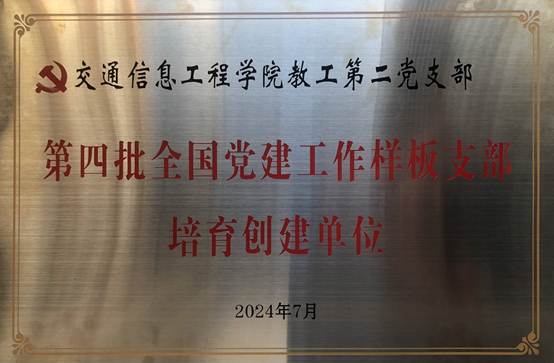 交通信息工程学院教工第二党支部
第四批全国党建工作样板支部
培育创建单位
2024年7月